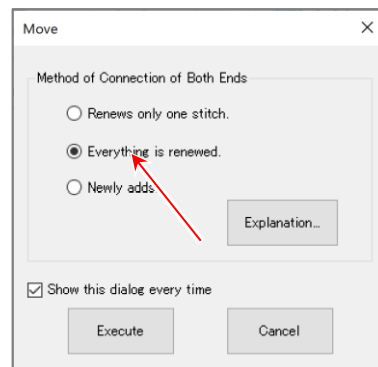 Move
Method of Connection of Both Ends
Renews only one stitch.
Everything is renewed.
Newly adds
Explanation...
Show this dialog every time
Execute
Cancel